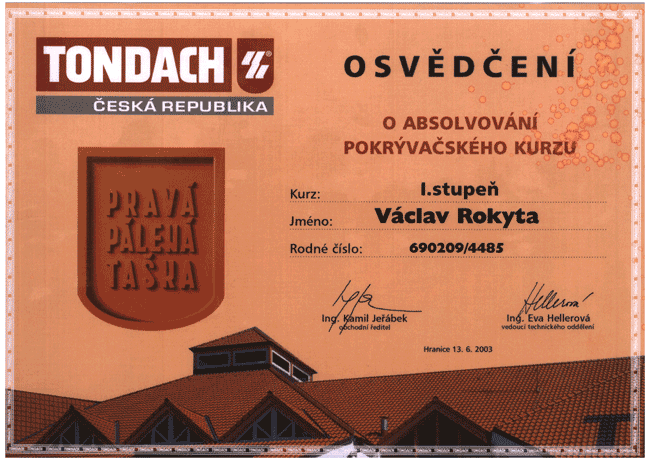 TONDACH
ČESKÁ REPUBLIKA
OSVĚDČENÍ
O ABSOLVOVÁNÍ
POKRÝVAČSKÉHO KURZU
PRAVÁ
PÁLENÁ
TAŠKA
Kurz: I.stupeň
Jméno: Václav Rokyta
Rodné číslo: 690209/4485
Ing. Kamil Jeřábek
obchodní ředitel
Hellerová
Ing. Eva Hellerová
vedoucí technického oddělení
Hranice 13. 6. 2003